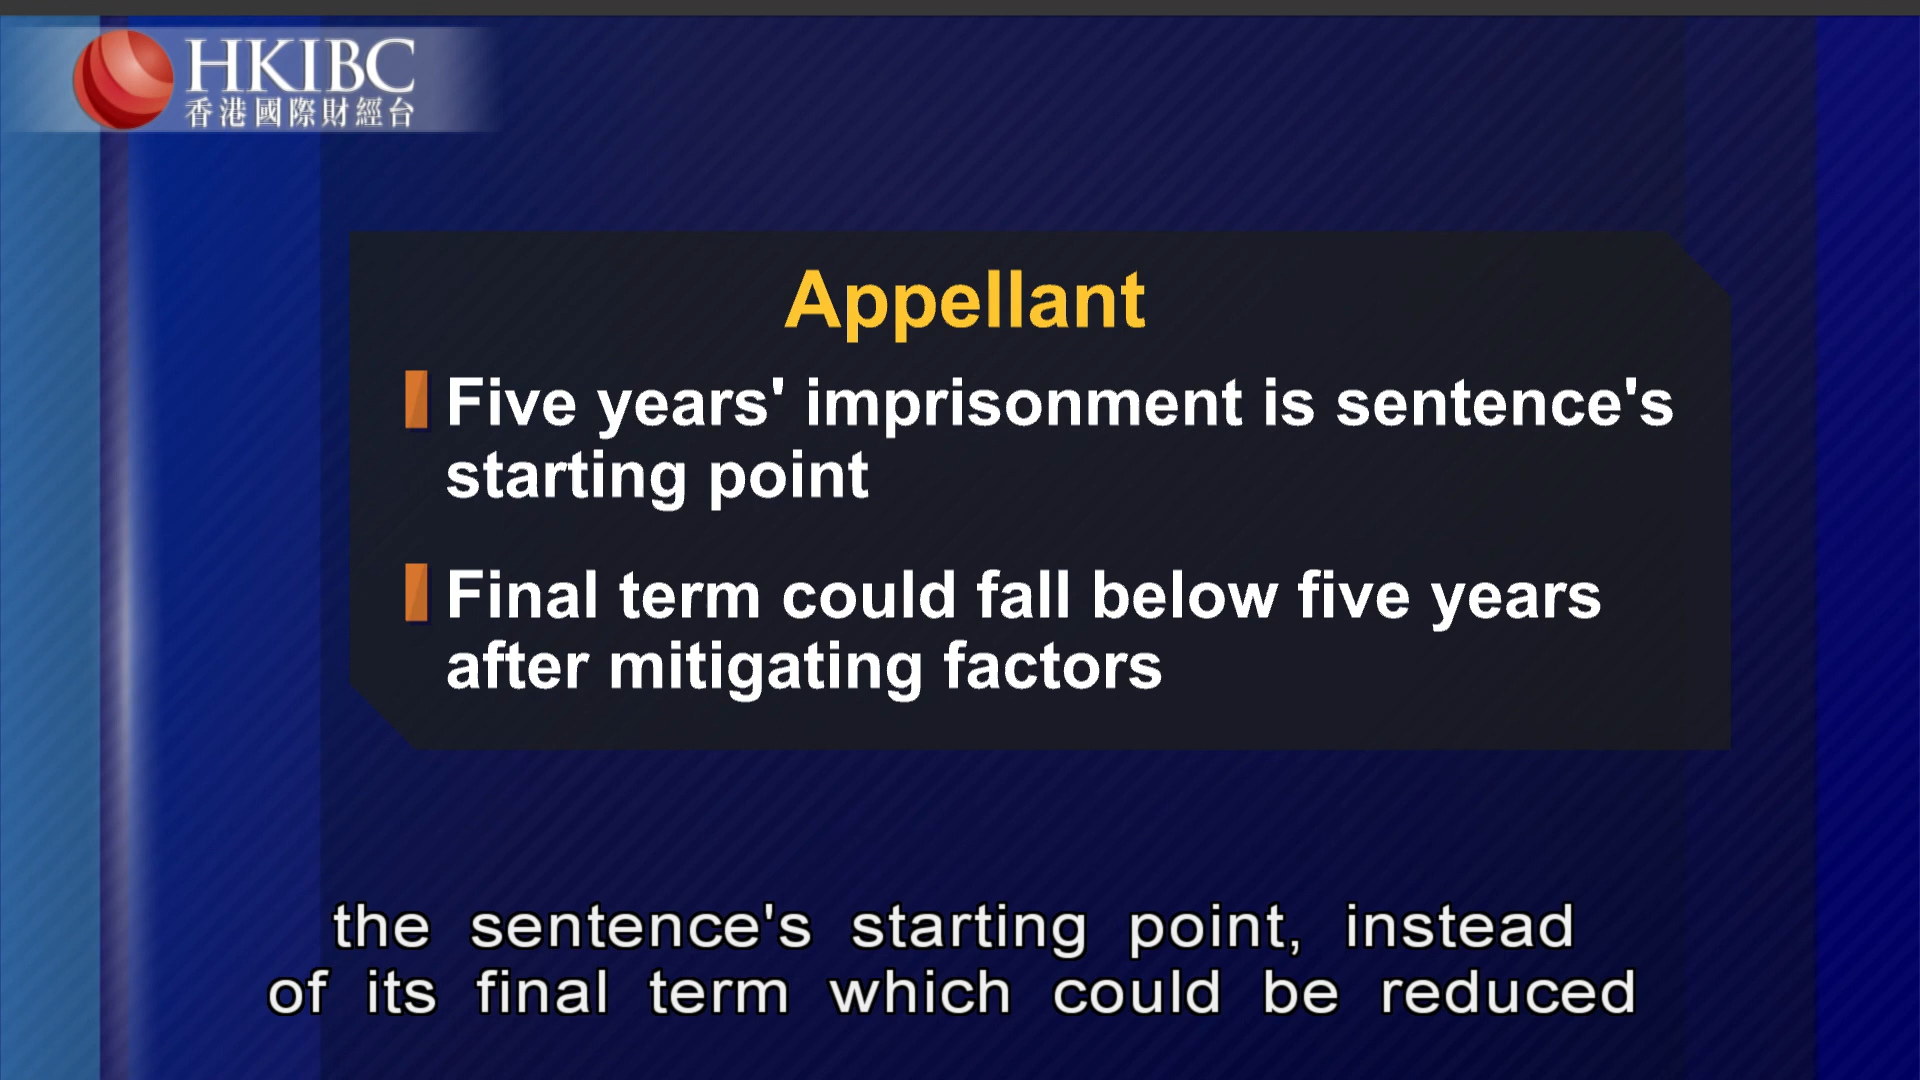 HKIBC
香港國際財經台
Appellant
Five years' imprisonment is sentence's
starting point
Final term could fall below five years
after mitigating factors
the sentence's starting point, instead
of its final term which could be reduced